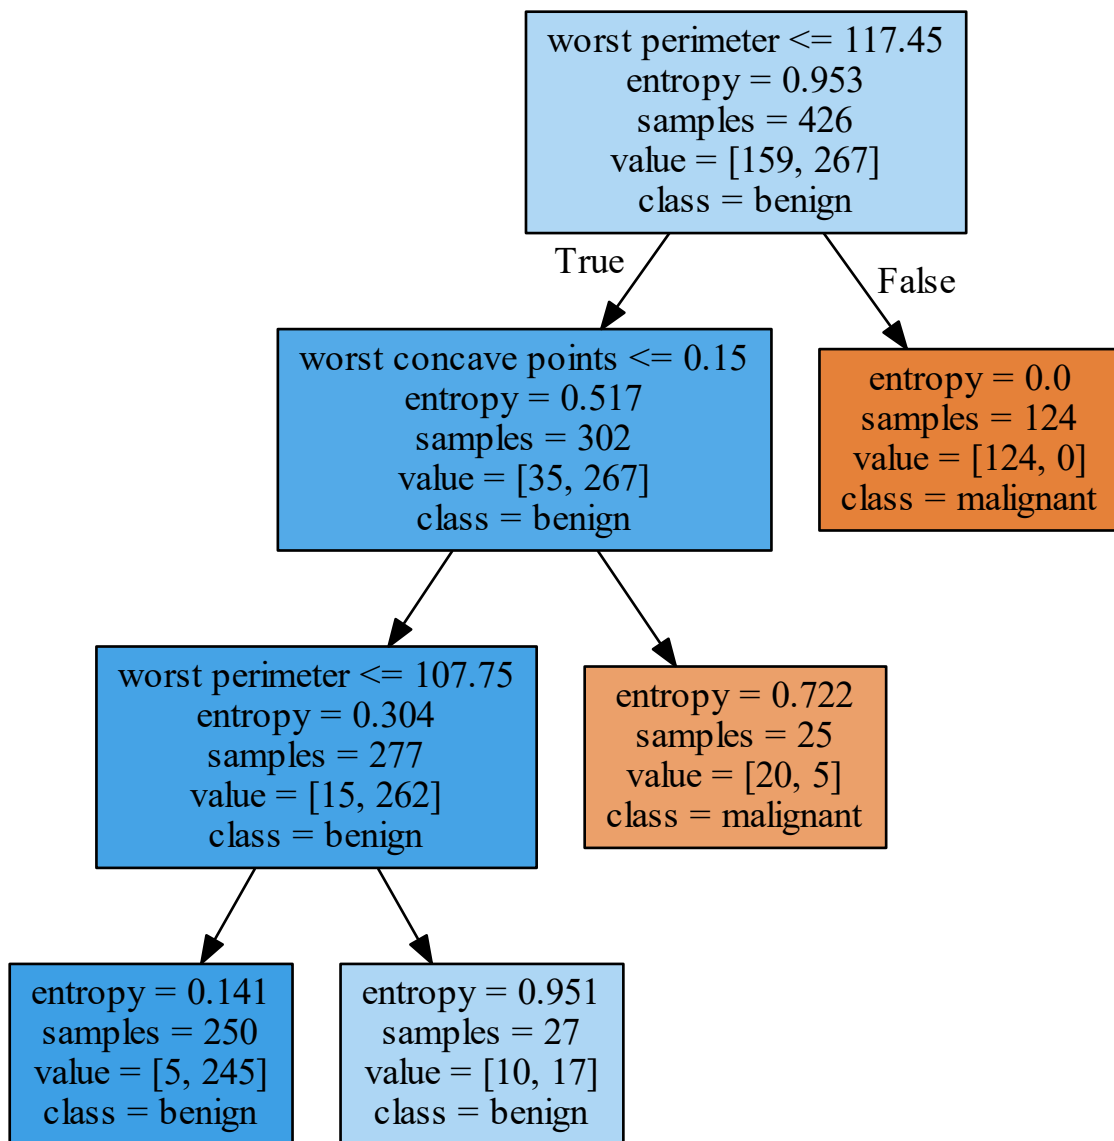 worst perimeter <= 117.45
entropy = 0.953
samples = 426
value = [159, 267]
class = benign
True
False
worst concave points <= 0.15
entropy = 0.517
samples = 302
value = [35, 267]
class = benign
entropy = 0.0
samples = 124
value = [124, 0]
class = malignant
worst perimeter <= 107.75
entropy = 0.304
samples = 277
value = [15, 262]
class = benign
entropy = 0.722
samples = 25
value = [20, 5]
class = malignant
entropy = 0.141
samples = 250
value = [5, 245]
class = benign
entropy = 0.951
samples = 27
value = [10, 17]
class = benign